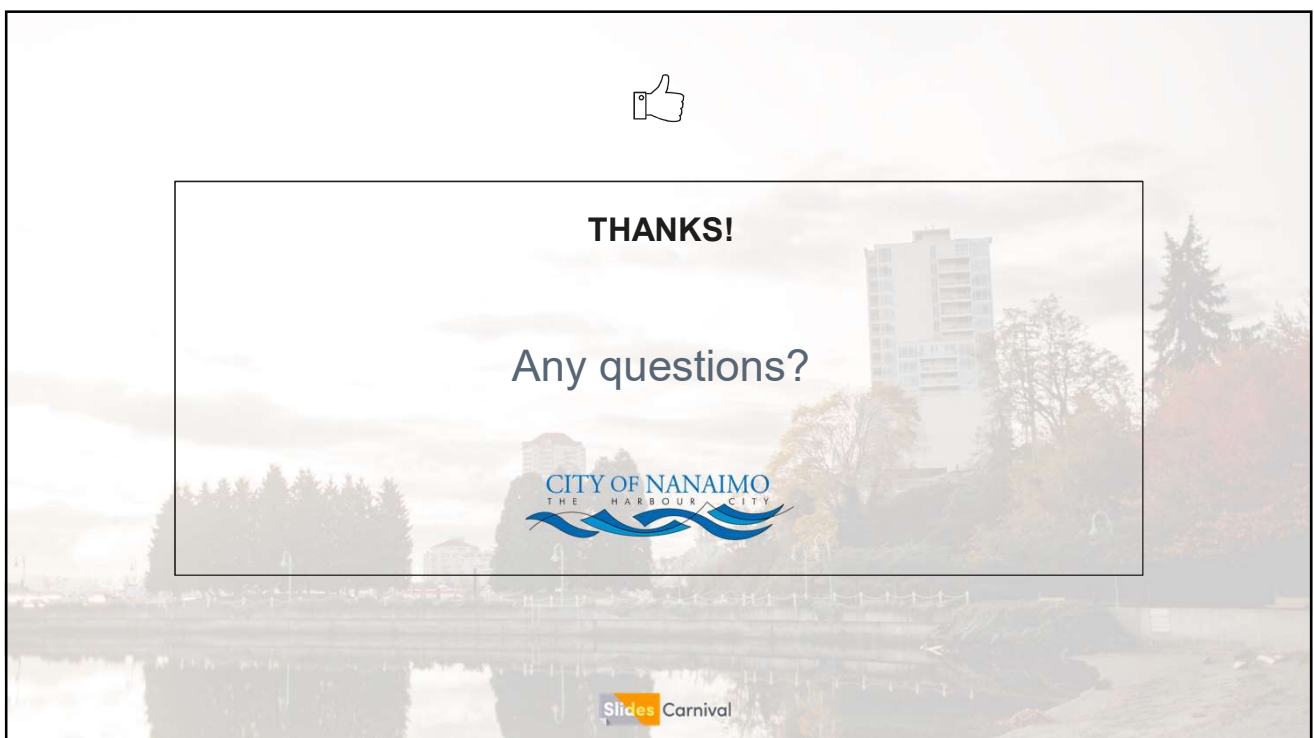 THANKS!
Any questions?
CITY OF NANAIMO
THE HARBOUR CITY
Slides Carnival